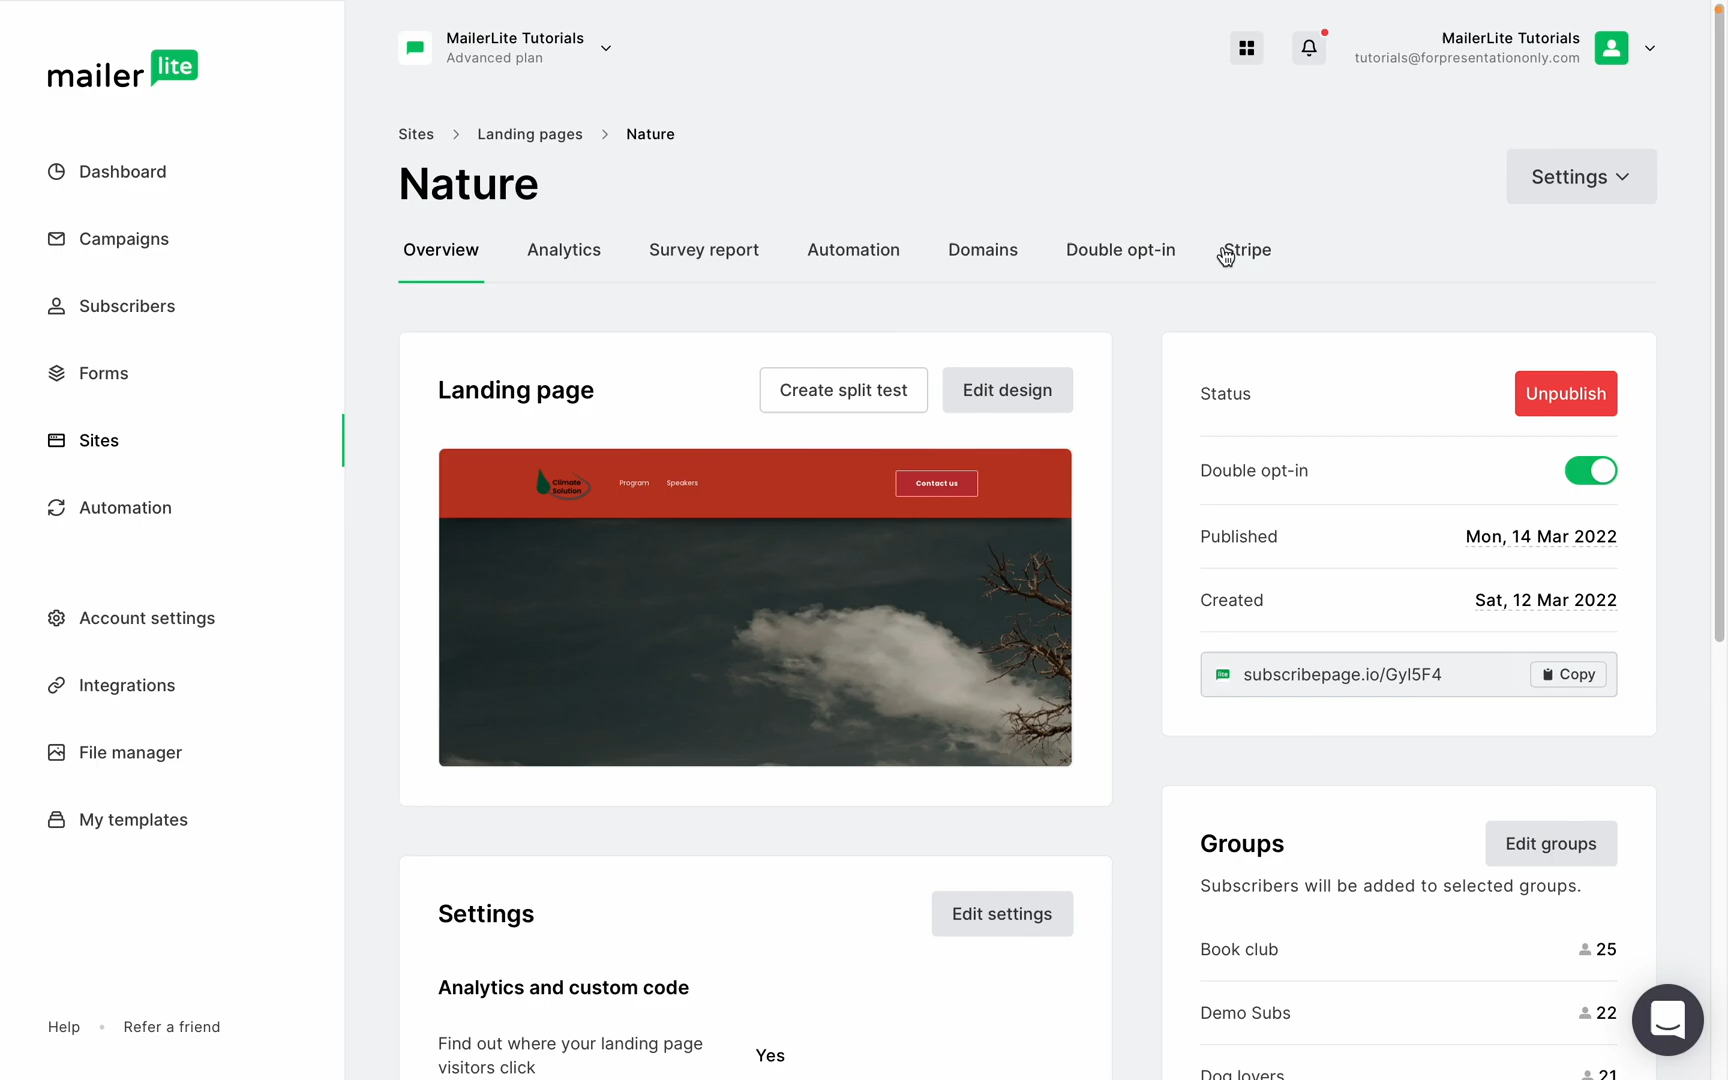 mailer lite
Dashboard
Campaigns
Subscribers
Forms
Sites
Automation
Account settings
Integrations
File manager
My templates
Help • Refer a friend
MailerLite Tutorials
Advanced plan
MailerLite Tutorials
tutorials@forpresentationonly.com
Sites > Landing pages > Nature
Nature
Settings
Overview Analytics Survey report Automation Domains Double opt-in Stripe
Landing page
Create split test
Edit design
Climate
Solution
Program Speakers
Contact us
Settings
Edit settings
Analytics and custom code
Find out where your landing page
visitors click
Yes
Status
Unpublish
Double opt-in
Published Mon, 14 Mar 2022
Created Sat, 12 Mar 2022
lite subscribepage.io/Gyl5F4 Copy
Groups
Edit groups
Subscribers will be added to selected groups.
Book club 25
Demo Subs 22
Dog lovers 21